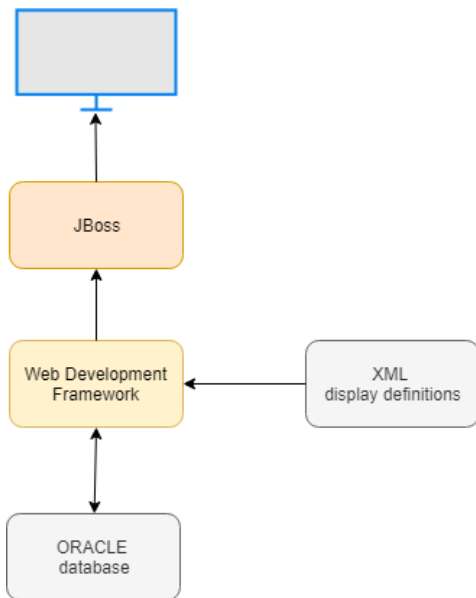 JBoss
Web Development
Framework
XML
display definitions
ORACLE
database